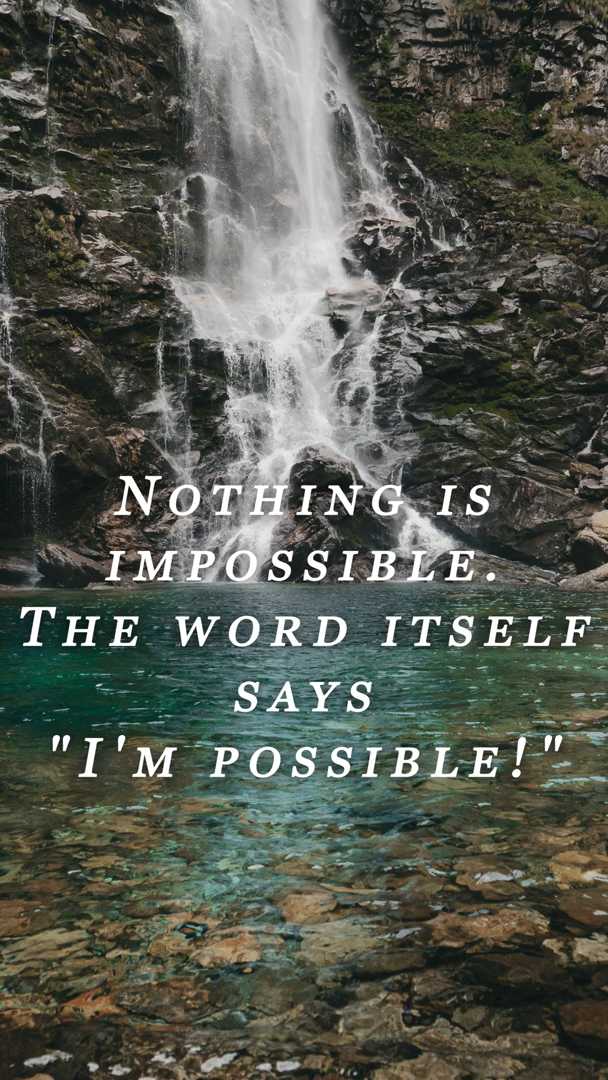 Nothing is
impossible.
The word itself
says
"I'm possible!"